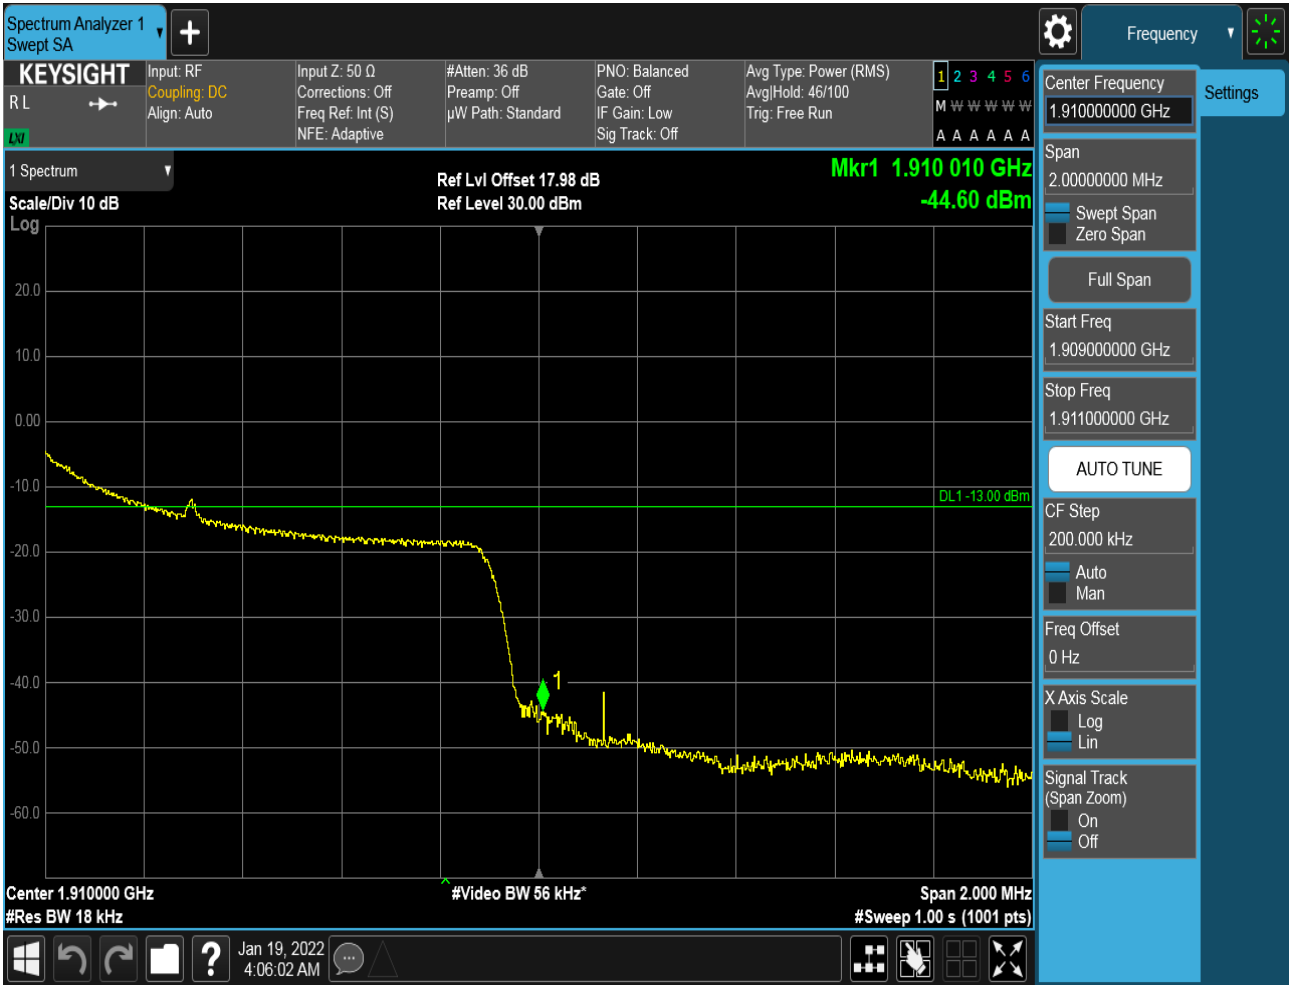 Spectrum Analyzer 1
Swept SA
Frequency
KEYSIGHT
R L
LXI
Input: RF
Coupling: DC
Align: Auto
Input Z: 50 Ω
Corrections: Off
Freq Ref: Int (S)
NFE: Adaptive
#Atten: 36 dB
Preamp: Off
µW Path: Standard
PNO: Balanced
Gate: Off
IF Gain: Low
Sig Track: Off
Avg Type: Power (RMS)
Avg|Hold: 46/100
Trig: Free Run
1 2 3 4 5 6
M W W W W W
A A A A A A
1 Spectrum
Scale/Div 10 dB
Log
Ref Lvl Offset 17.98 dB
Ref Level 30.00 dBm
Mkr1 1.910 010 GHz
-44.60 dBm
20.0
10.0
0.00
-10.0
-20.0
-30.0
-40.0
-50.0
-60.0
DL1 -13.00 dBm
1
Center 1.910000 GHz
#Res BW 18 kHz
#Video BW 56 kHz*
Span 2.000 MHz
#Sweep 1.00 s (1001 pts)
Center Frequency
1.910000000 GHz
Settings
Span
2.00000000 MHz
Swept Span
Zero Span
Full Span
Start Freq
1.909000000 GHz
Stop Freq
1.911000000 GHz
AUTO TUNE
CF Step
200.000 kHz
Auto
Man
Freq Offset
0 Hz
X Axis Scale
Log
Lin
Signal Track
(Span Zoom)
On
Off
?
Jan 19, 2022
4:06:02 AM